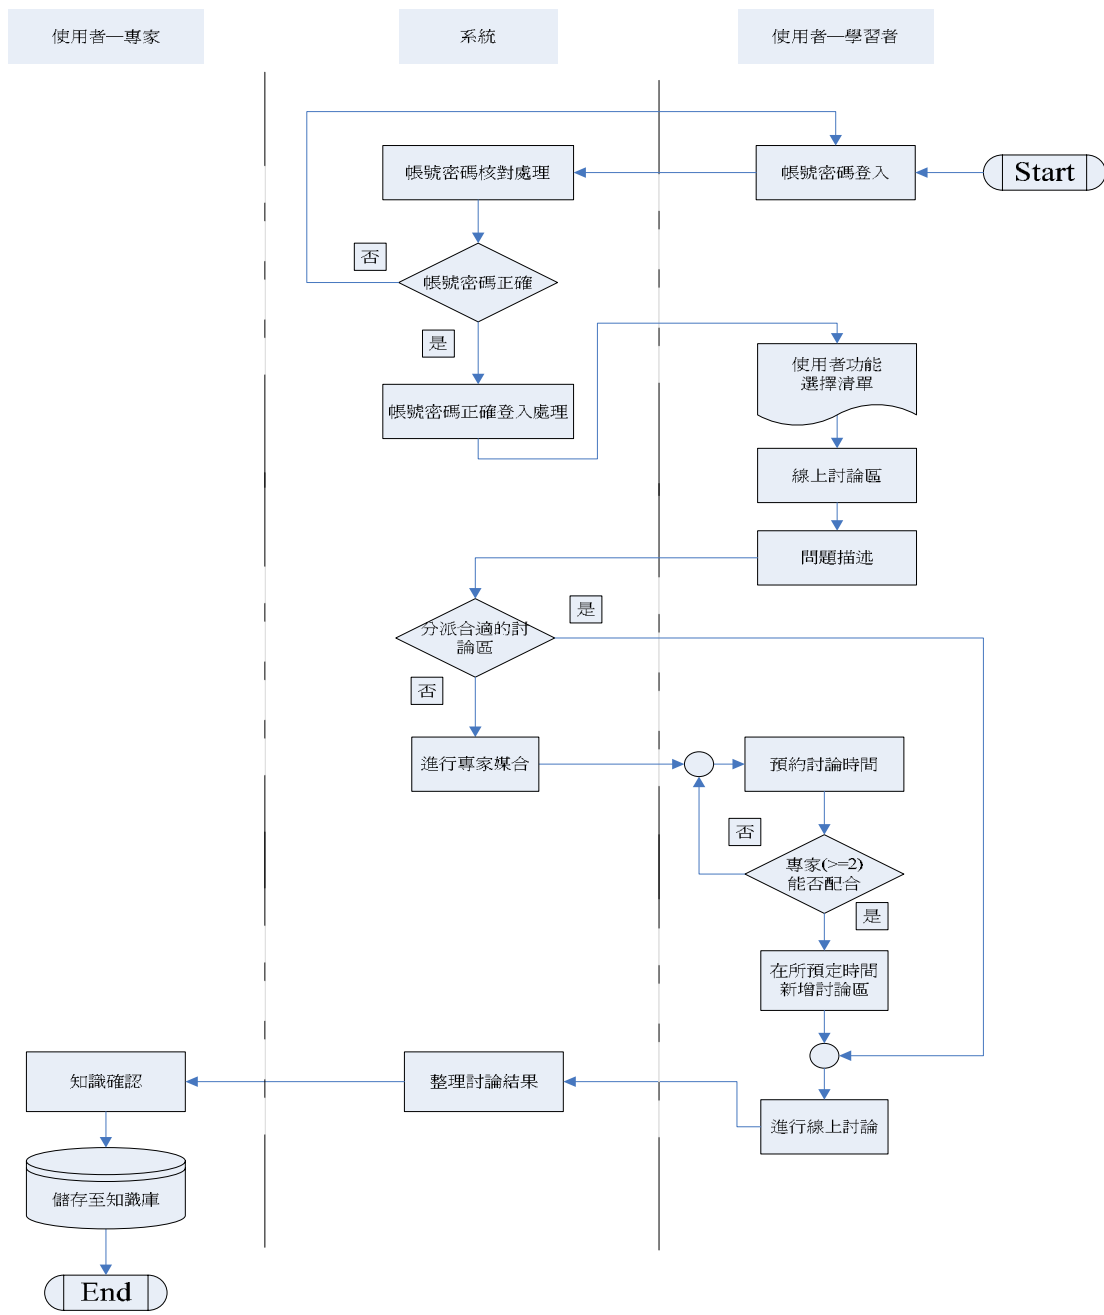 使用者—專家
系統
使用者—學習者
帳號密碼核對處理
帳號密碼登入
Start
否
帳號密碼正確
是
使用者功能
選擇清單
帳號密碼正確登入處理
線上討論區
問題描述
是
分派合適的討
論區
否
進行專家媒合
預約討論時間
否
專家(>=2)
能否配合
是
在所預定時間
新增討論區
知識確認
整理討論結果
進行線上討論
儲存至知識庫
End